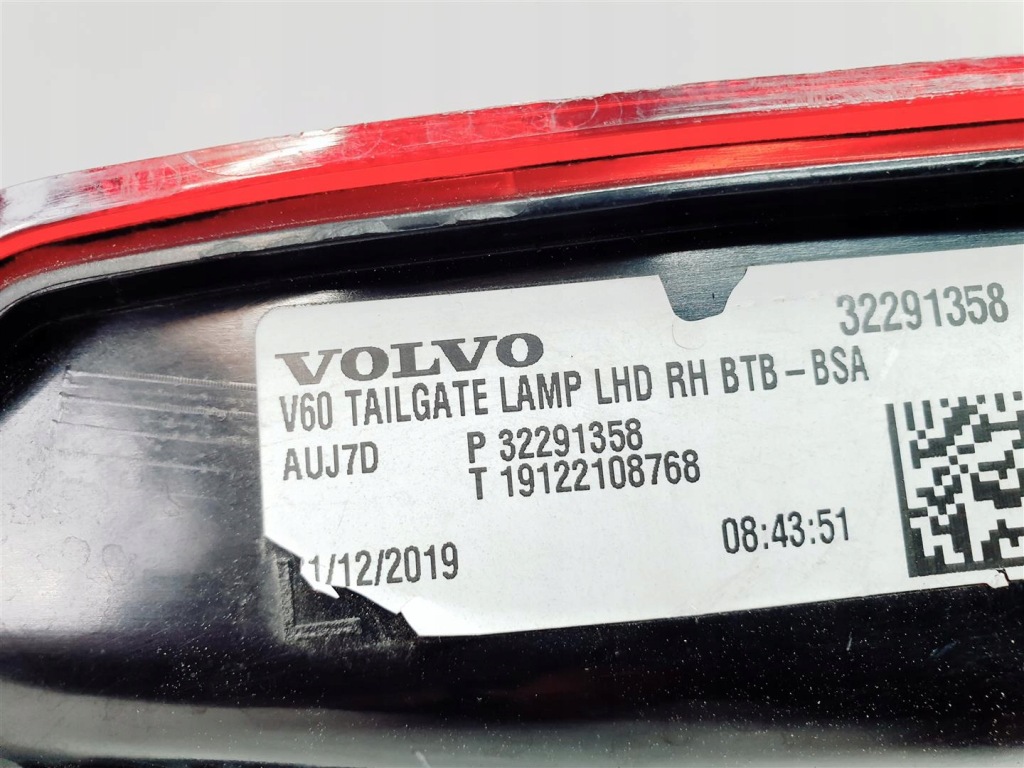 32291358
VOLVO
V60 TAILGATE LAMP LHD RH BTB-BSA
AUJ7D P 32291358
T 19122108768
1/12/2019 08:43:51